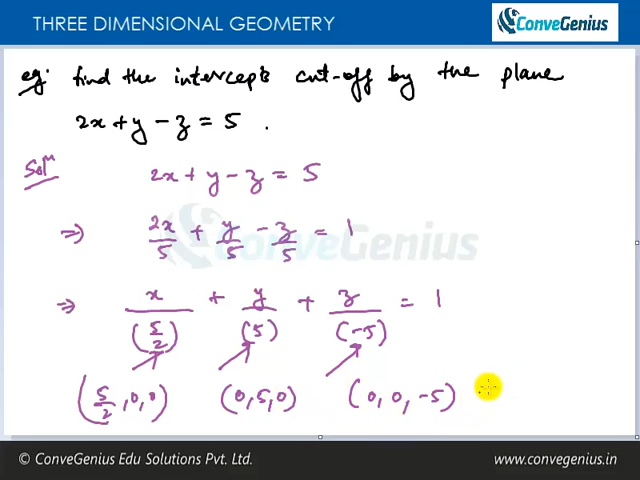 THREE DIMENSIONAL GEOMETRY
ConveGenius
eg: find the intercepts cut-off by the plane
2x + y - z = 5 .
Solⁿ 2x + y - z = 5
⇒ 2x/5 + y/5 - z/5 = 1
ConveGenius
⇒ x/(5/2) + y/(5) + z/(-5) = 1
(5/2, 0, 0) (0, 5, 0) (0, 0, -5)
© ConveGenius Edu Solutions Pvt. Ltd. www.convegenius.in